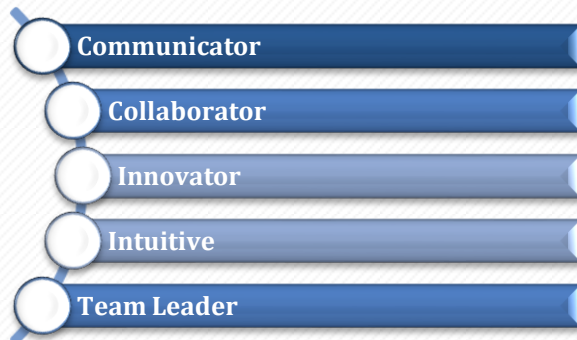 Communicator
Collaborator
Innovator
Intuitive
Team Leader